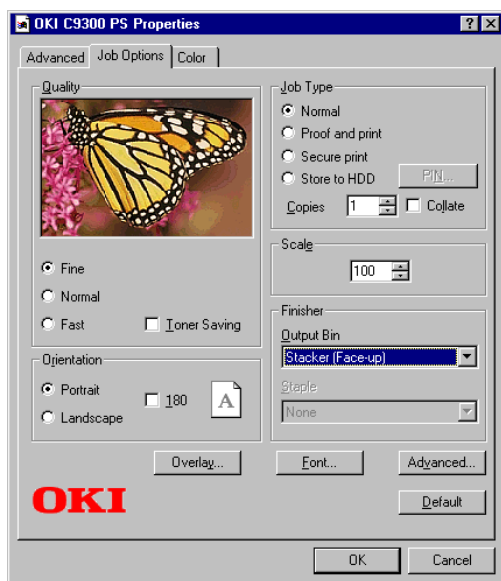 OKI C9300 PS Properties
Advanced
Job Options
Color
Quality
Fine
Normal
Fast
Toner Saving
Orientation
Portrait
Landscape
180
A
Job Type
Normal
Proof and print
Secure print
Store to HDD
PIN...
Copies
1
Collate
Scale
100
Finisher
Output Bin
Stacker (Face-up)
Staple
None
Overlay...
Font...
Advanced...
OKI
Default
OK
Cancel